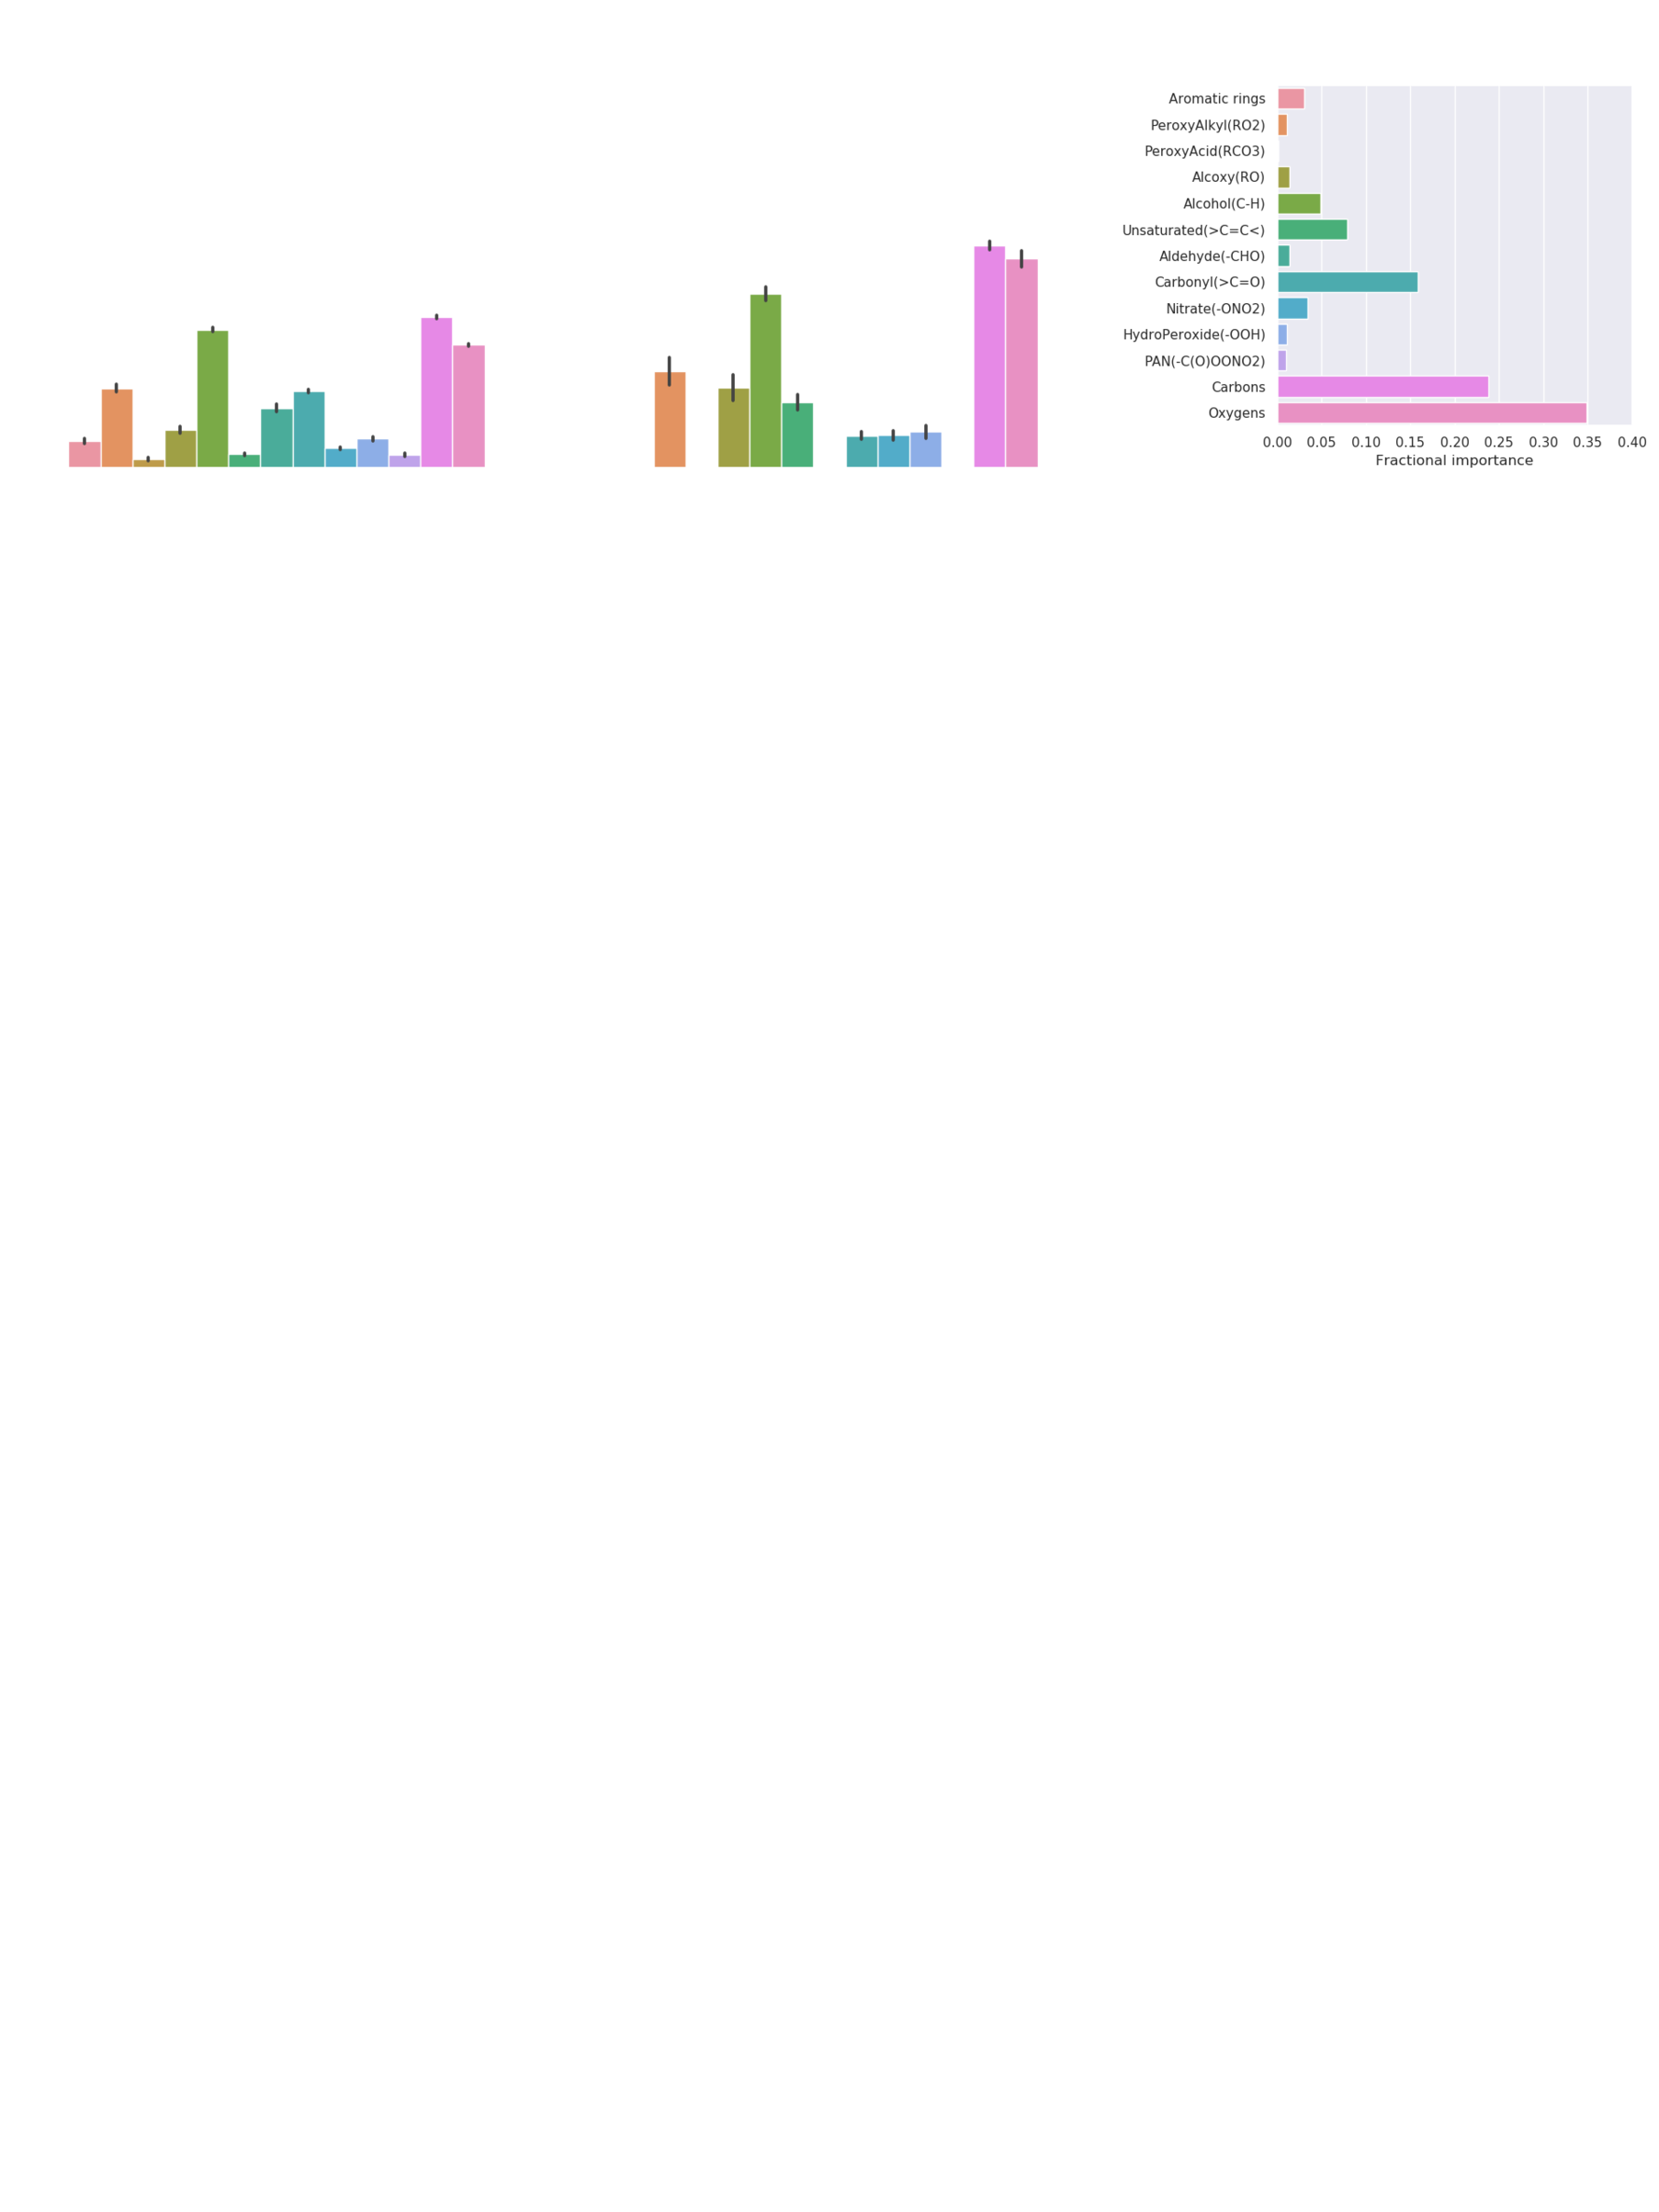 Aromatic rings
PeroxyAlkyl(RO2)
PeroxyAcid(RCO3)
Alcoxy(RO)
Alcohol(C-H)
Unsaturated(>C=C<)
Aldehyde(-CHO)
Carbonyl(>C=O)
Nitrate(-ONO2)
HydroPeroxide(-OOH)
PAN(-C(O)OONO2)
Carbons
Oxygens
0.00 0.05 0.10 0.15 0.20 0.25 0.30 0.35 0.40
Fractional importance